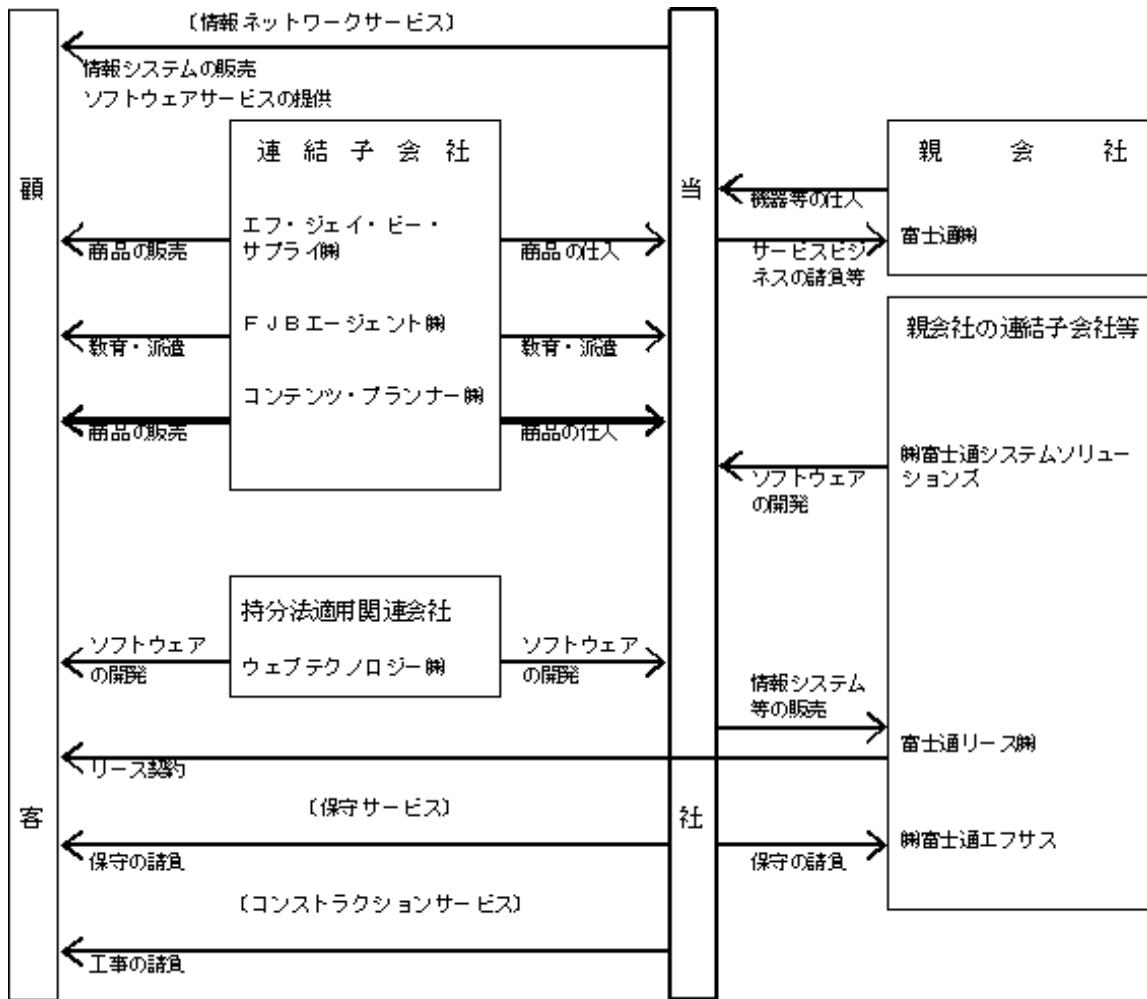 〔情報ネットワークサービス〕
情報システムの販売
ソフトウェアサービスの提供
顧
客
当
社
連結子会社
エフ・ジェイ・ビー・
サプライ㈱
商品の販売
商品の仕入
ＦＪＢエージェント㈱
教育・派遣
教育・派遣
コンテンツ・プランナー㈱
商品の販売
商品の仕入
親会社
機器等の仕入
富士通㈱
サービスビジ
ネスの請負等
親会社の連結子会社等
㈱富士通システムソリュー
ションズ
ソフトウェア
の開発
持分法適用関連会社
ウェブテクノロジー㈱
ソフトウェア
の開発
ソフトウェア
の開発
情報システム
等の販売
富士通リース㈱
リース契約
〔保守サービス〕
保守の請負
保守の請負
㈱富士通エフサス
〔コンストラクションサービス〕
工事の請負